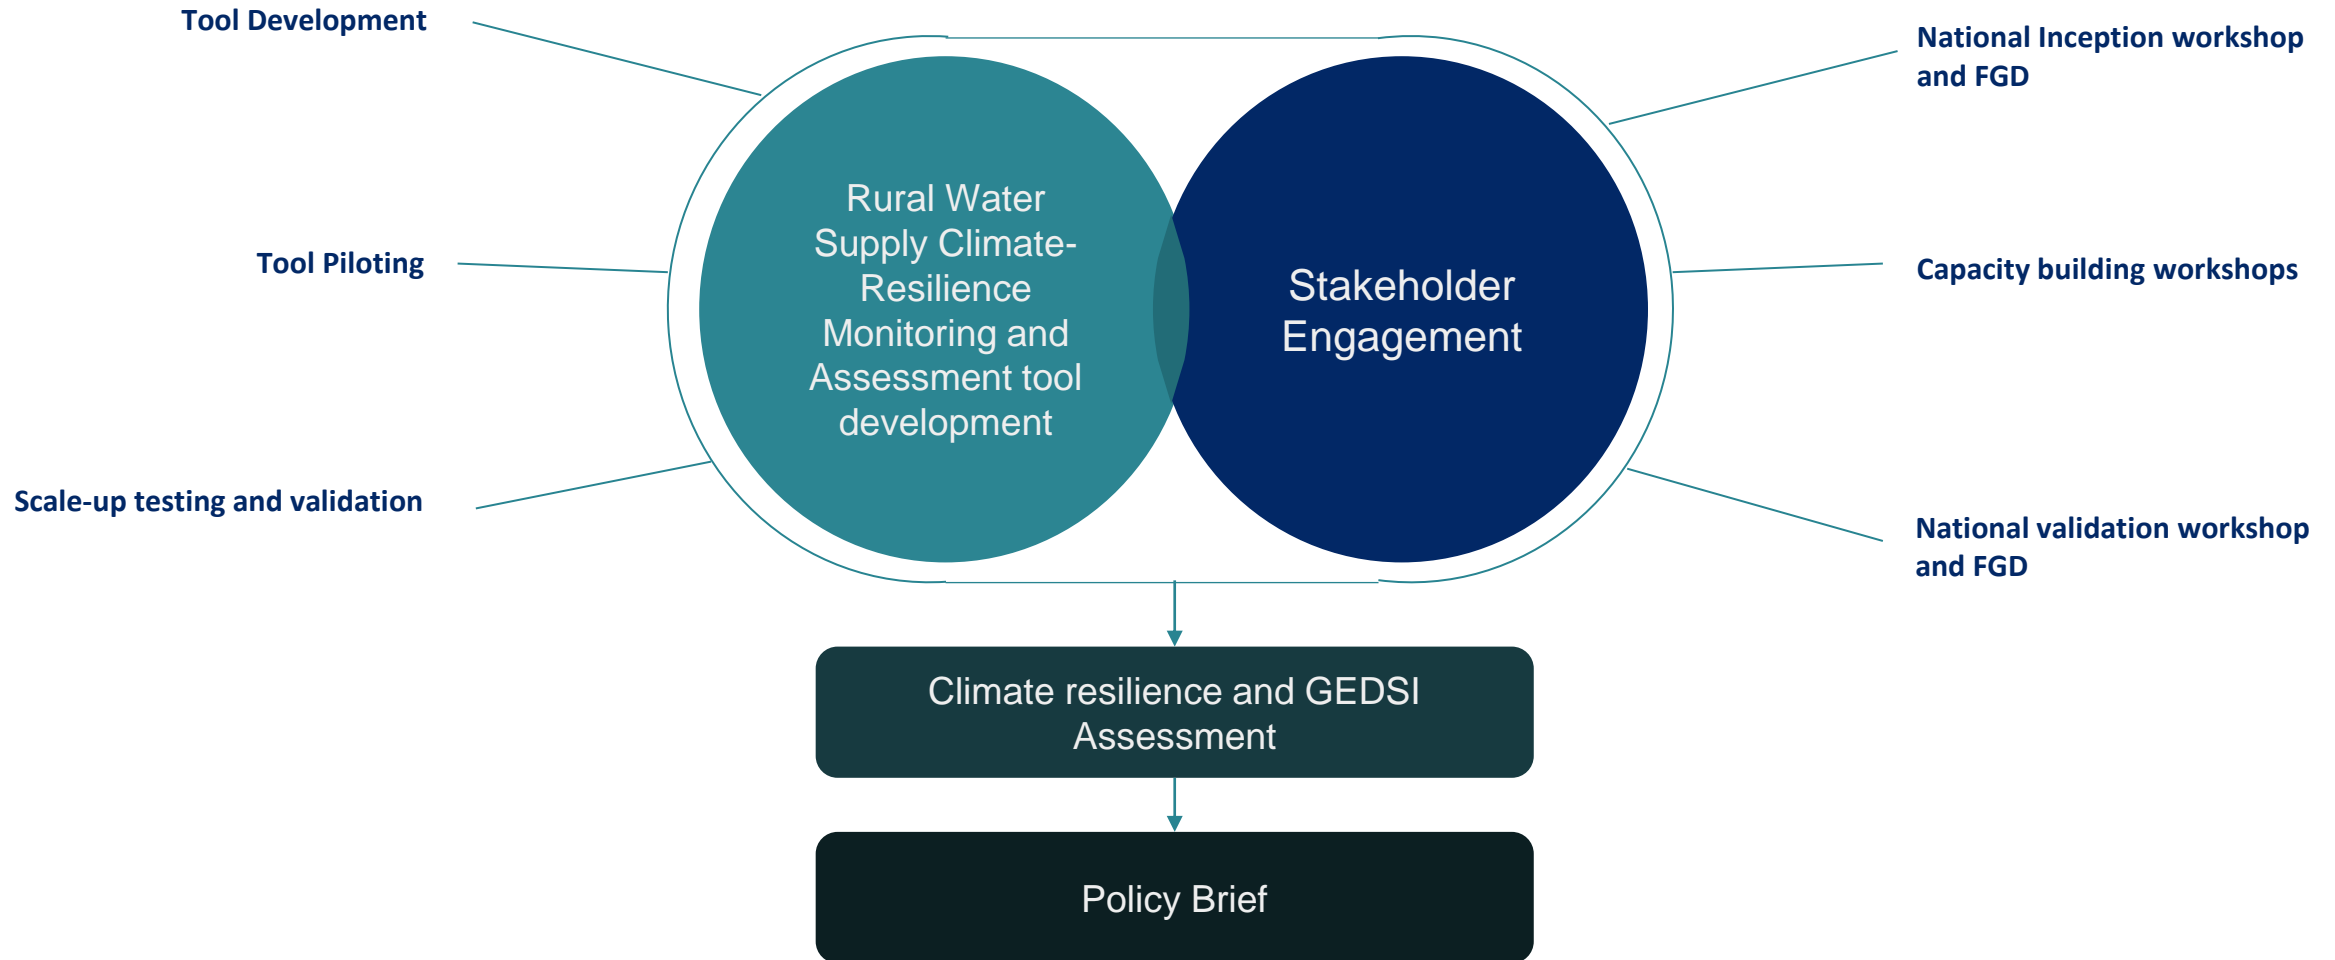 Tool Development
Tool Piloting
Scale-up testing and validation
Rural Water
Supply Climate-
Resilience
Monitoring and
Assessment tool
development
Stakeholder
Engagement
National Inception workshop
and FGD
Capacity building workshops
National validation workshop
and FGD
Climate resilience and GEDSI
Assessment
Policy Brief